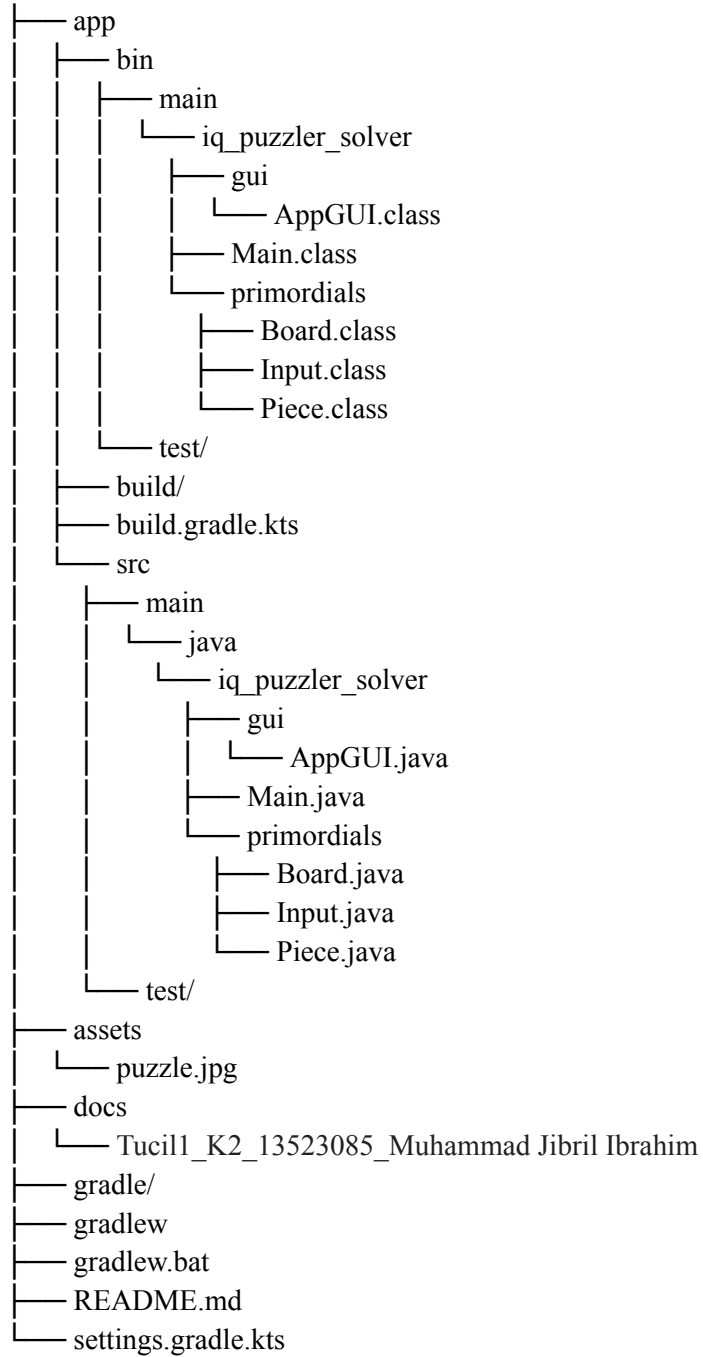 ├── app
│   ├── bin
│   │   ├── main
│   │   │   └── iq_puzzler_solver
│   │   │       ├── gui
│   │   │       │   └── AppGUI.class
│   │   │       ├── Main.class
│   │   │       └── primordials
│   │   │           ├── Board.class
│   │   │           ├── Input.class
│   │   │           └── Piece.class
│   │   └── test/
│   ├── build/
│   ├── build.gradle.kts
│   └── src
│       ├── main
│       │   └── java
│       │       └── iq_puzzler_solver
│       │           ├── gui
│       │           │   └── AppGUI.java
│       │           ├── Main.java
│       │           └── primordials
│       │               ├── Board.java
│       │               ├── Input.java
│       │               └── Piece.java
│       └── test/
├── assets
│   └── puzzle.jpg
├── docs
│   └── Tucil1_K2_13523085_Muhammad Jibril Ibrahim
├── gradle/
├── gradlew
├── gradlew.bat
├── README.md
└── settings.gradle.kts